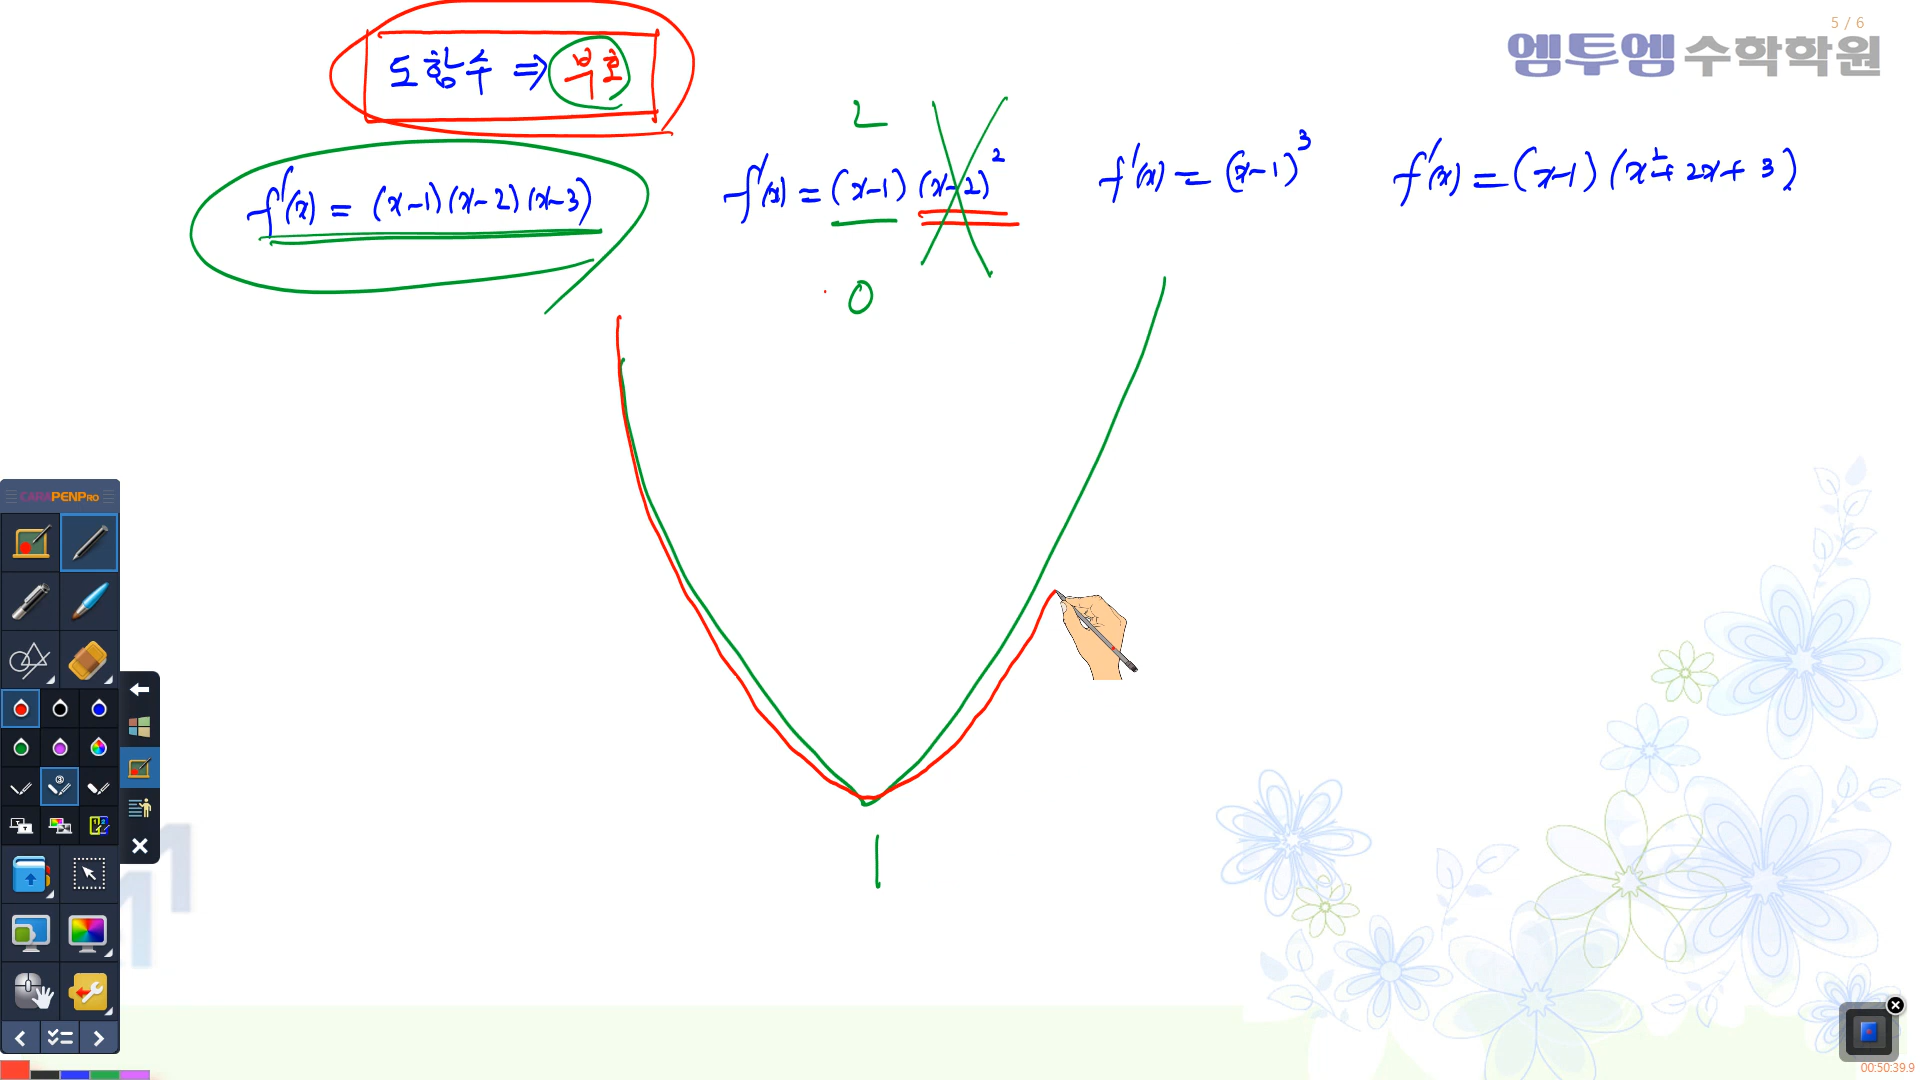 5 / 6
엠투엠 수학학원
도함수 ⇒ 부호
2
f'(x) = (x-1)(x-2)(x-3)
f'(x) = (x-1)(x-2)²
f'(x) = (x-1)³
f'(x) = (x-1)(x²+2x+3)
0
1
CARAPENPRO
00:50:39.9